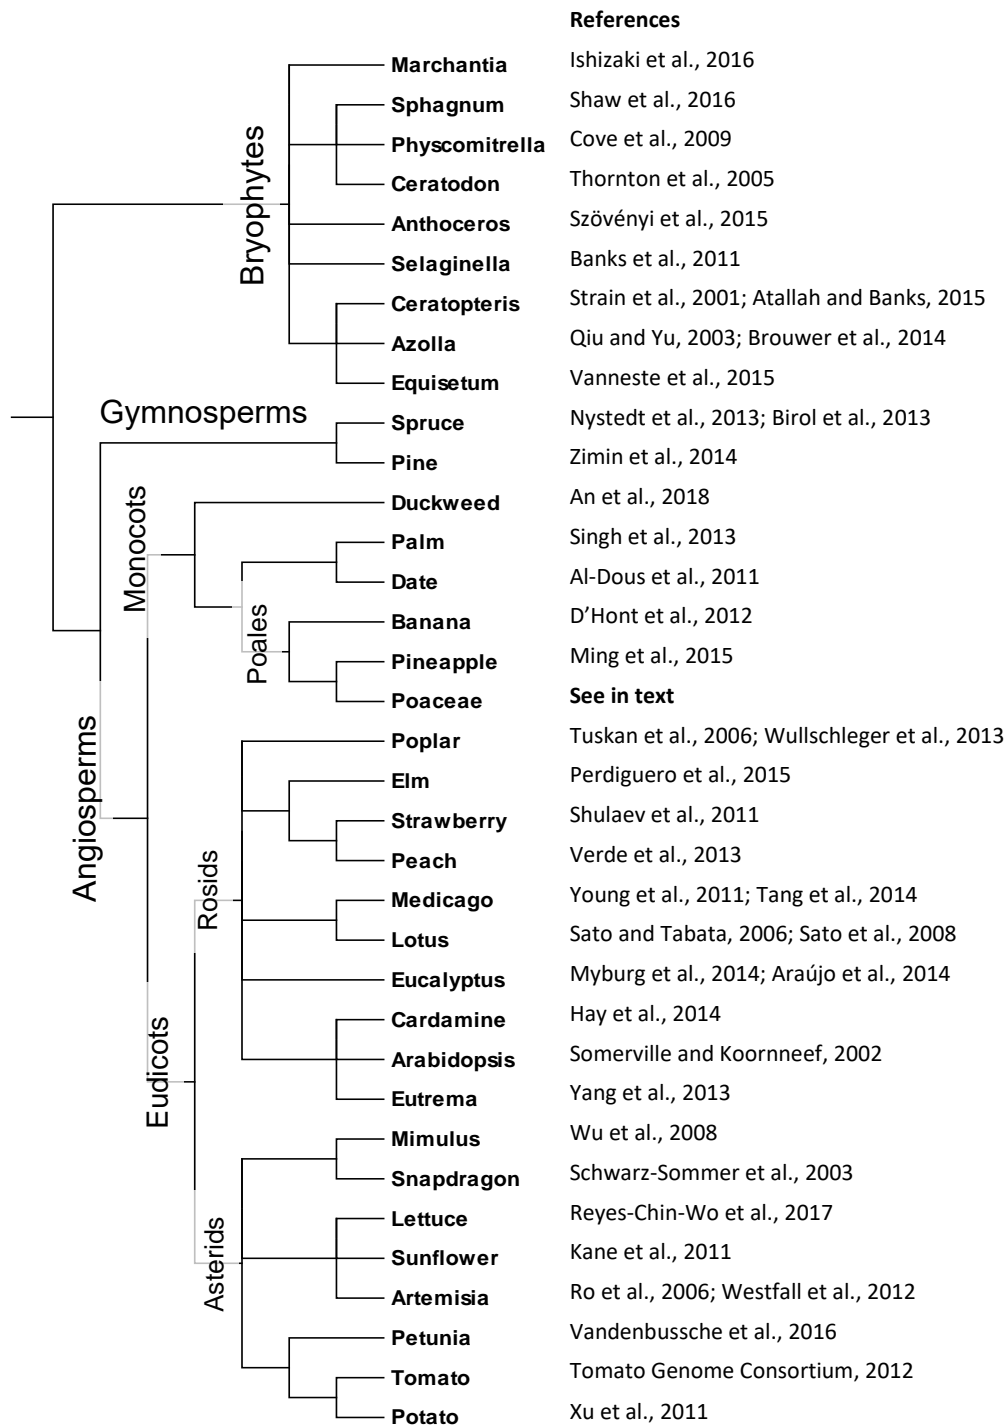 References
Marchantia Ishizaki et al., 2016
Sphagnum Shaw et al., 2016
Physcomitrella Cove et al., 2009
Ceratodon Thornton et al., 2005
Anthoceros Szövényi et al., 2015
Selaginella Banks et al., 2011
Ceratopteris Strain et al., 2001; Atallah and Banks, 2015
Azolla Qiu and Yu, 2003; Brouwer et al., 2014
Equisetum Vanneste et al., 2015
Spruce Nystedt et al., 2013; Birol et al., 2013
Pine Zimin et al., 2014
Duckweed An et al., 2018
Palm Singh et al., 2013
Date Al-Dous et al., 2011
Banana D’Hont et al., 2012
Pineapple Ming et al., 2015
Poaceae See in text
Poplar Tuskan et al., 2006; Wullschleger et al., 2013
Elm Perdiguero et al., 2015
Strawberry Shulaev et al., 2011
Peach Verde et al., 2013
Medicago Young et al., 2011; Tang et al., 2014
Lotus Sato and Tabata, 2006; Sato et al., 2008
Eucalyptus Myburg et al., 2014; Araújo et al., 2014
Cardamine Hay et al., 2014
Arabidopsis Somerville and Koornneef, 2002
Eutrema Yang et al., 2013
Mimulus Wu et al., 2008
Snapdragon Schwarz-Sommer et al., 2003
Lettuce Reyes-Chin-Wo et al., 2017
Sunflower Kane et al., 2011
Artemisia Ro et al., 2006; Westfall et al., 2012
Petunia Vandenbussche et al., 2016
Tomato Tomato Genome Consortium, 2012
Potato Xu et al., 2011
Bryophytes
Gymnosperms
Monocots
Poales
Angiosperms
Rosids
Eudicots
Asterids